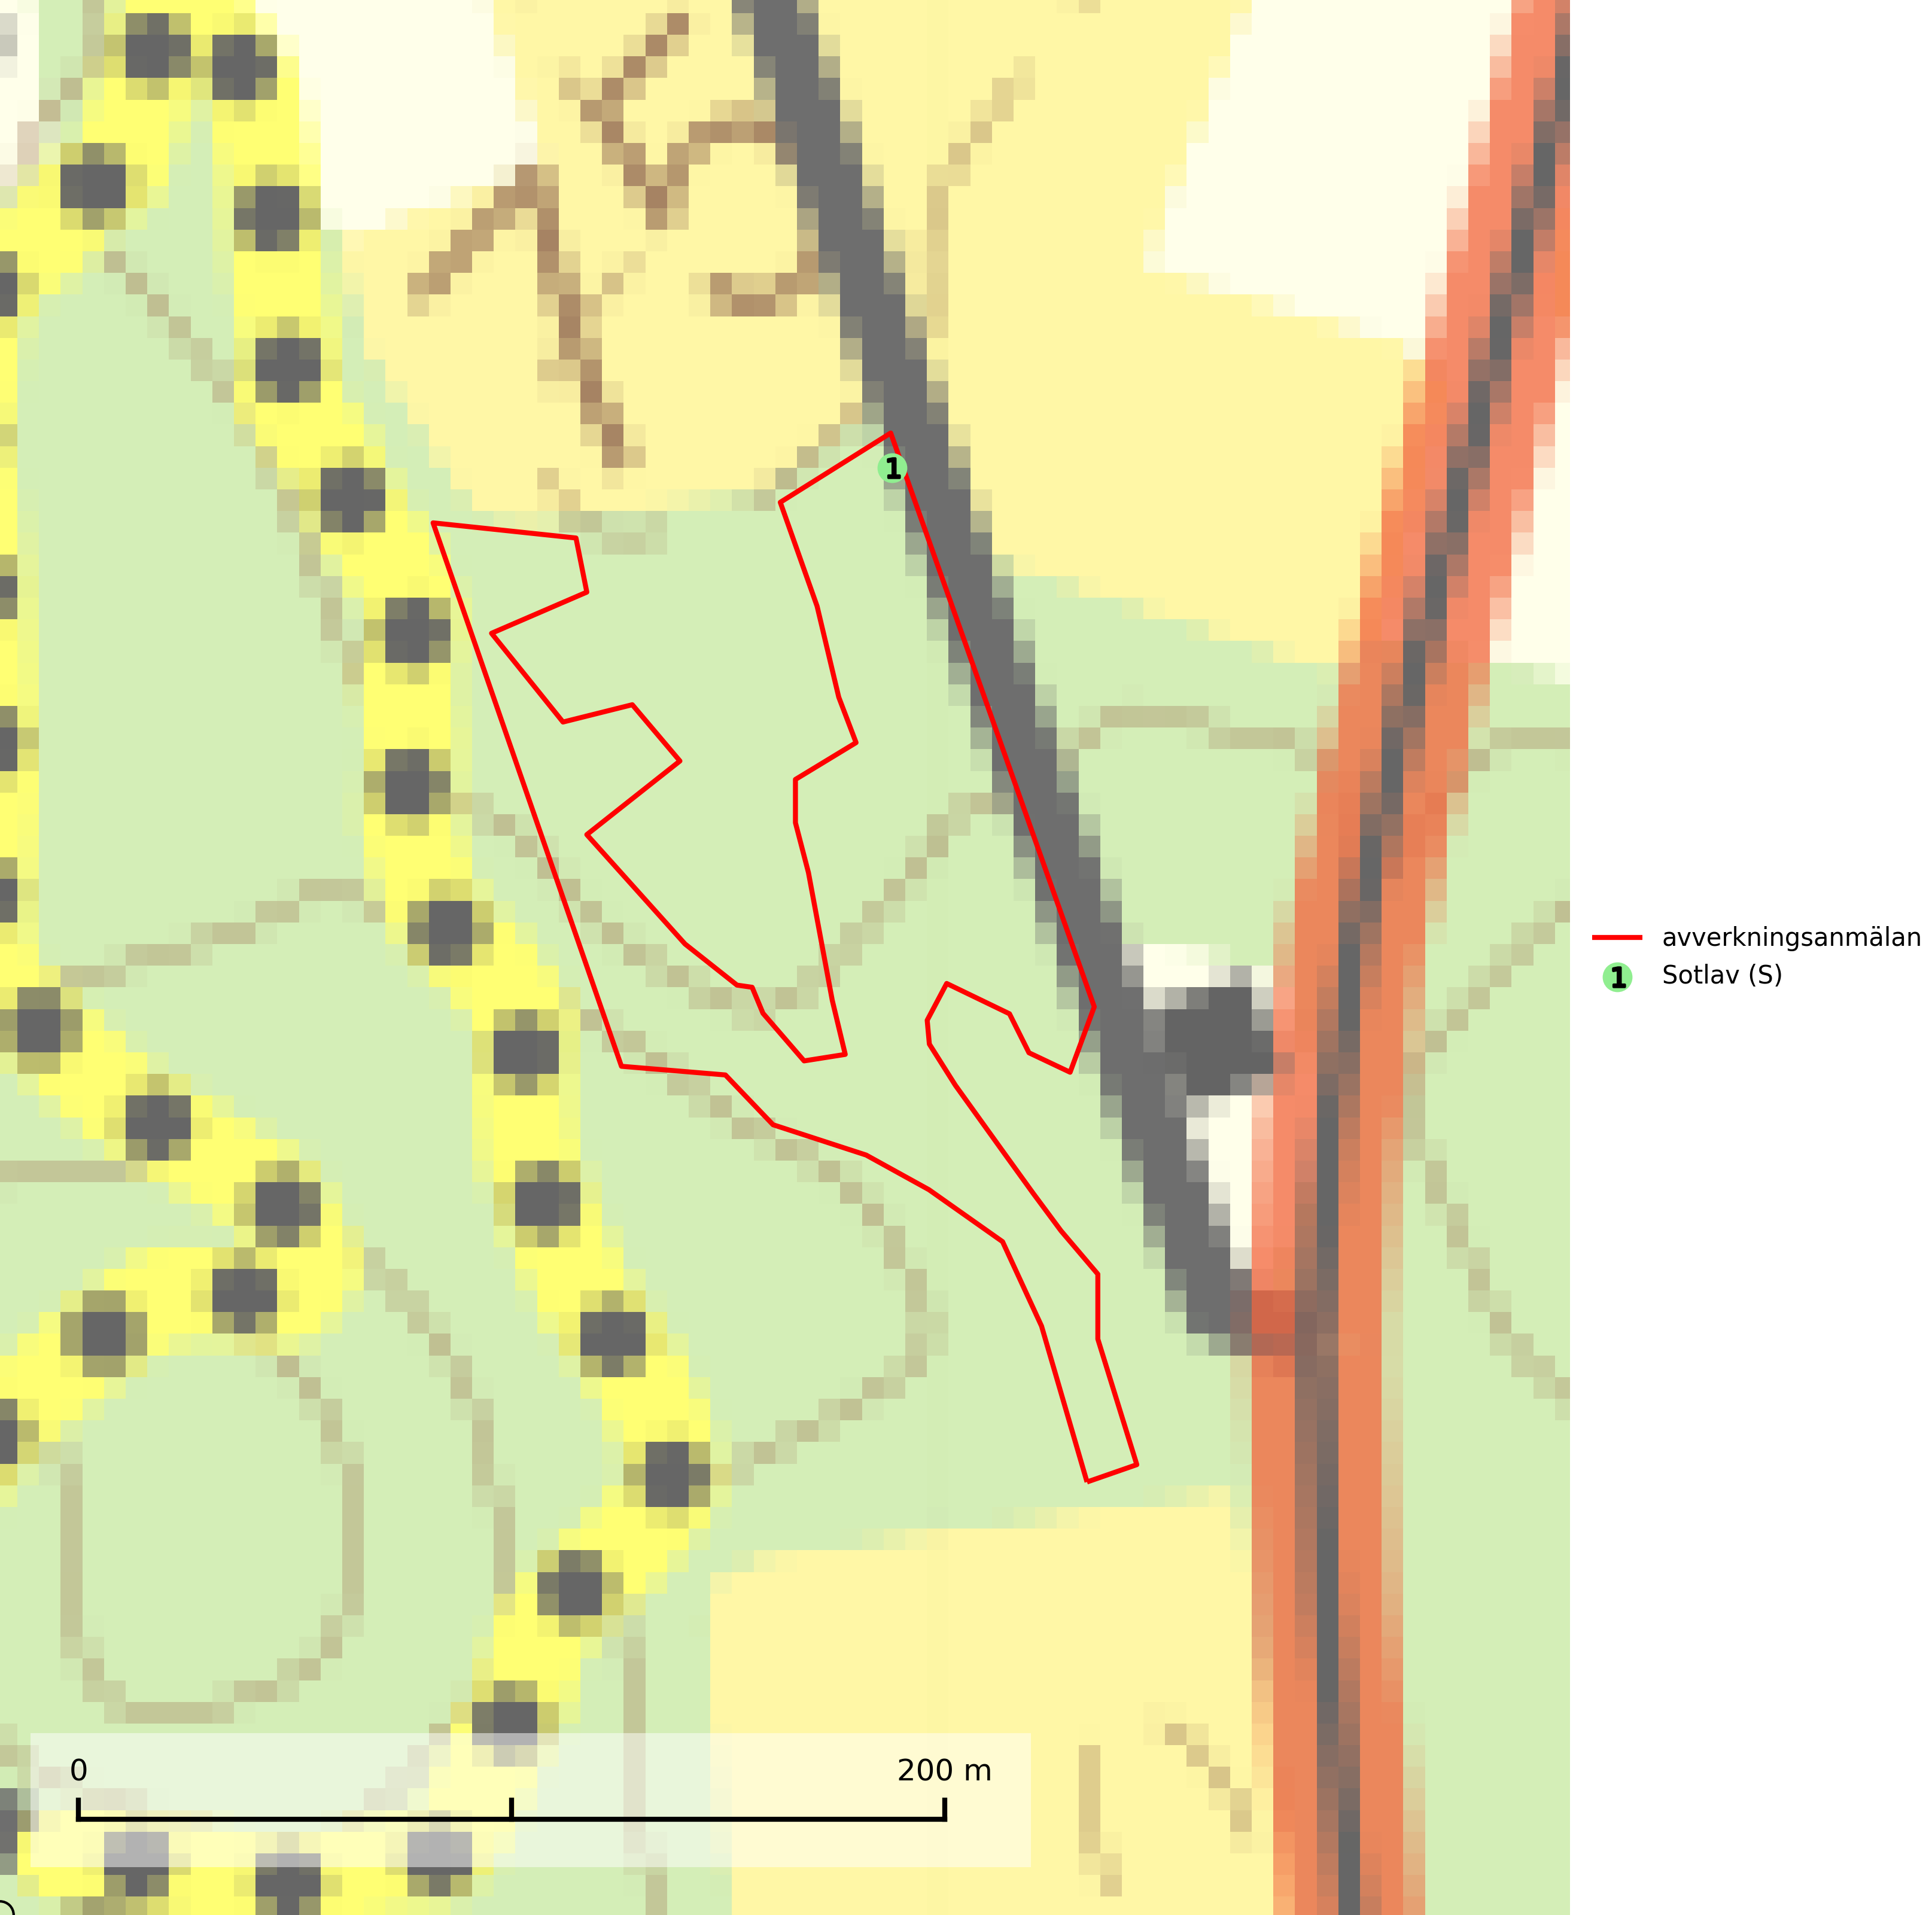 1
avverkningsanmälan
1 Sotlav (S)
0 200 m